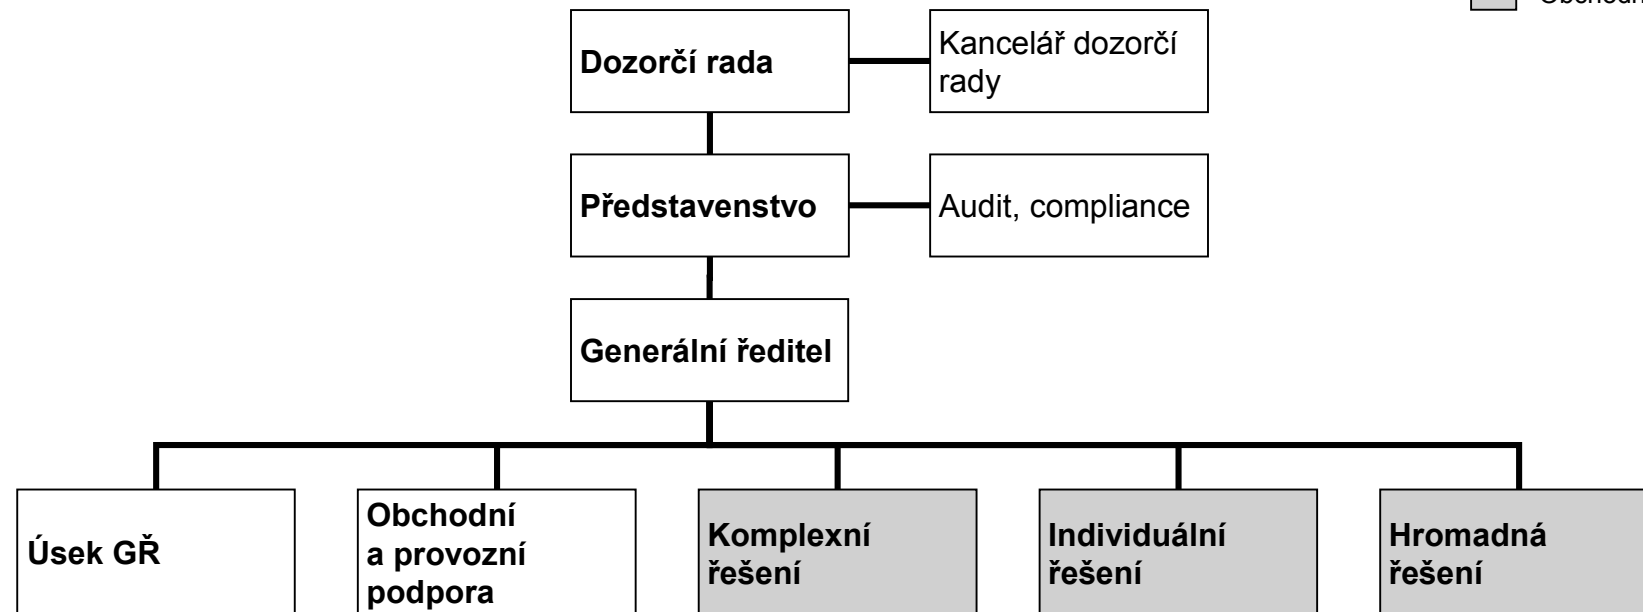 Dozorčí rada
Kancelář dozorčí
rady
Představenstvo
Audit, compliance
Generální ředitel
Úsek GŘ
Obchodní
a provozní
podpora
Komplexní
řešení
Individuální
řešení
Hromadná
řešení